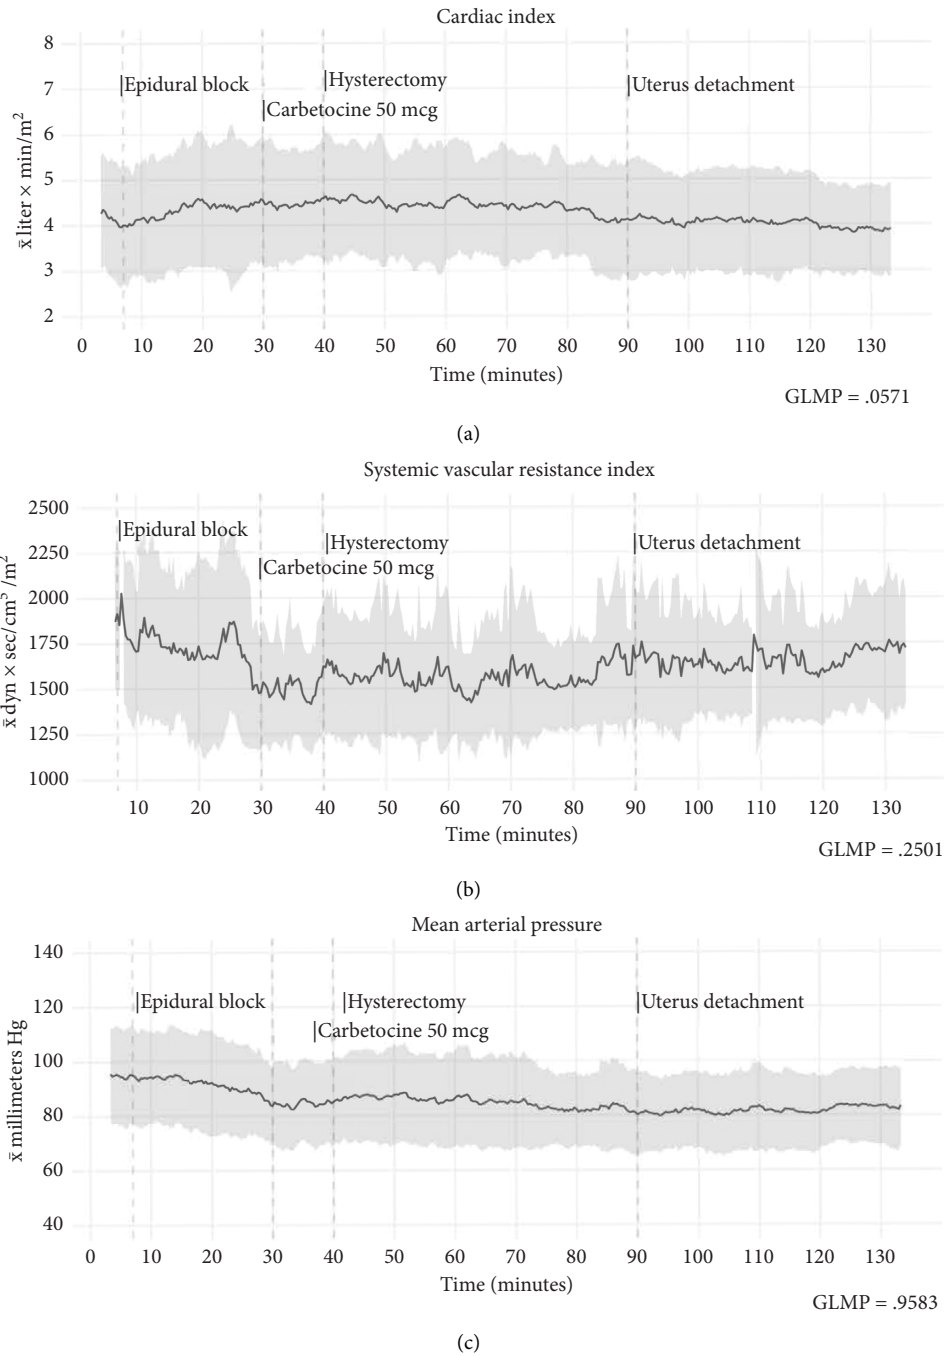 Cardiac index
8
7
6
5
4
3
2
x̄ liter × min/m²
|Epidural block
|Hysterectomy
|Carbetocine 50 mcg
|Uterus detachment
0 10 20 30 40 50 60 70 80 90 100 110 120 130
Time (minutes)
GLMP = .0571
(a)
Systemic vascular resistance index
2500
2250
2000
1750
1500
1250
1000
x̄ dyn × sec/cm⁵/m²
|Epidural block
|Hysterectomy
|Carbetocine 50 mcg
|Uterus detachment
10 20 30 40 50 60 70 80 90 100 110 120 130
Time (minutes)
GLMP = .2501
(b)
Mean arterial pressure
140
120
100
80
60
40
x̄ millimeters Hg
|Epidural block
|Hysterectomy
|Carbetocine 50 mcg
|Uterus detachment
0 10 20 30 40 50 60 70 80 90 100 110 120 130
Time (minutes)
GLMP = .9583
(c)